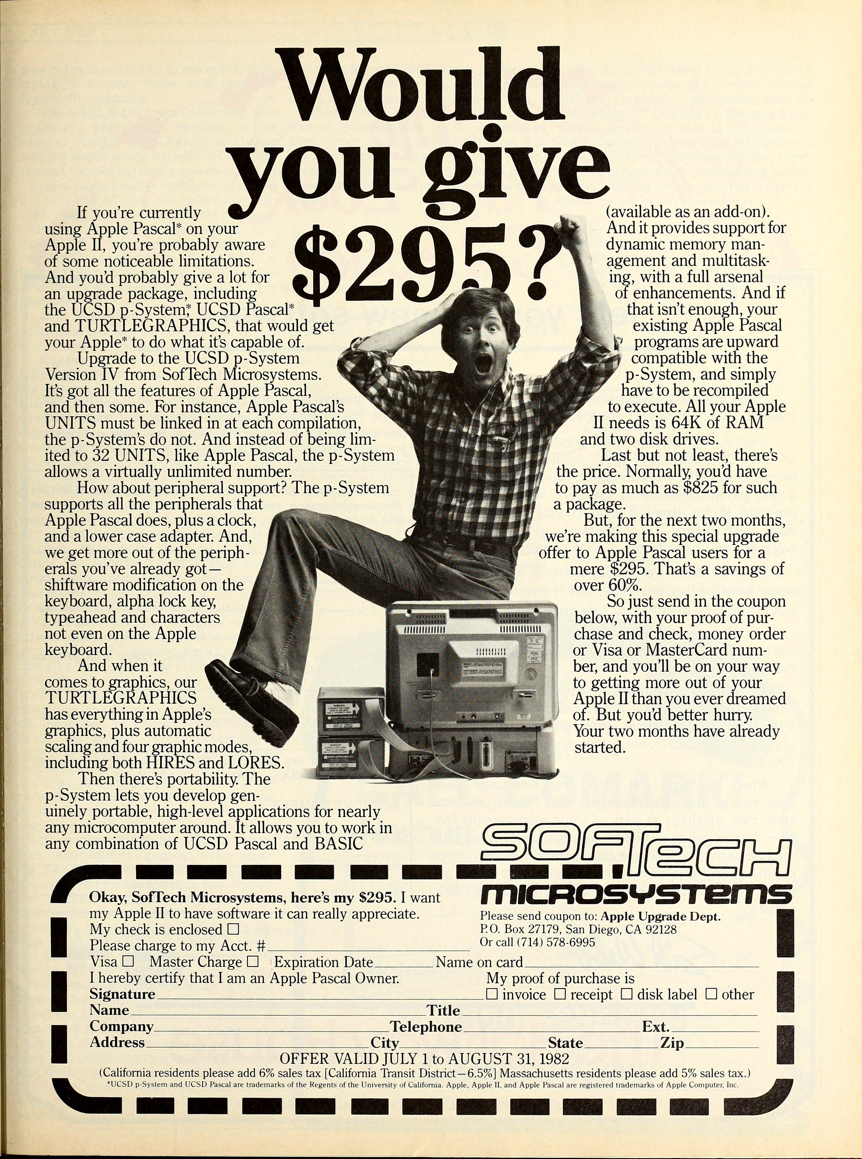 Would
you give
$295?
If you're currently
using Apple Pascal* on your
Apple II, you're probably aware
of some noticeable limitations.
And you'd probably give a lot for
an upgrade package, including
the UCSD p-System,* UCSD Pascal*
and TURTLEGRAPHICS, that would get
your Apple* to do what it's capable of.
Upgrade to the UCSD p-System
Version IV from SofTech Microsystems.
It's got all the features of Apple Pascal,
and then some. For instance, Apple Pascal's
UNITS must be linked in at each compilation,
the p-System's do not. And instead of being lim-
ited to 32 UNITS, like Apple Pascal, the p-System
allows a virtually unlimited number.
How about peripheral support? The p-System
supports all the peripherals that
Apple Pascal does, plus a clock,
and a lower case adapter. And,
we get more out of the periph-
erals you've already got—
shiftware modification on the
keyboard, alpha lock key,
typeahead and characters
not even on the Apple
keyboard.
And when it
comes to graphics, our
TURTLEGRAPHICS
has everything in Apple's
graphics, plus automatic
scaling and four graphic modes,
including both HIRES and LORES.
Then there's portability. The
p-System lets you develop gen-
uinely portable, high-level applications for nearly
any microcomputer around. It allows you to work in
any combination of UCSD Pascal and BASIC
(available as an add-on).
And it provides support for
dynamic memory man-
agement and multitask-
ing, with a full arsenal
of enhancements. And if
that isn't enough, your
existing Apple Pascal
programs are upward
compatible with the
p-System, and simply
have to be recompiled
to execute. All your Apple
II needs is 64K of RAM
and two disk drives.
Last but not least, there's
the price. Normally, you'd have
to pay as much as $825 for such
a package.
But, for the next two months,
we're making this special upgrade
offer to Apple Pascal users for a
mere $295. That's a savings of
over 60%.
So just send in the coupon
below, with your proof of pur-
chase and check, money order
or Visa or MasterCard num-
ber, and you'll be on your way
to getting more out of your
Apple II than you ever dreamed
of. But you'd better hurry.
Your two months have already
started.
SOFTECH
MICROSYSTEMS
Okay, SofTech Microsystems, here's my $295. I want
my Apple II to have software it can really appreciate.
My check is enclosed □
Please charge to my Acct. #
Visa □ Master Charge □ Expiration Date Name on card
Please send coupon to: Apple Upgrade Dept.
P.O. Box 27179, San Diego, CA 92128
Or call (714) 578-6995
I hereby certify that I am an Apple Pascal Owner. My proof of purchase is
Signature □ invoice □ receipt □ disk label □ other
Name Title
Company Telephone Ext.
Address City State Zip
OFFER VALID JULY 1 to AUGUST 31, 1982
(California residents please add 6% sales tax [California Transit District—6.5%] Massachusetts residents please add 5% sales tax.)
*UCSD p-System and UCSD Pascal are trademarks of the Regents of the University of California. Apple, Apple II, and Apple Pascal are registered trademarks of Apple Computer, Inc.